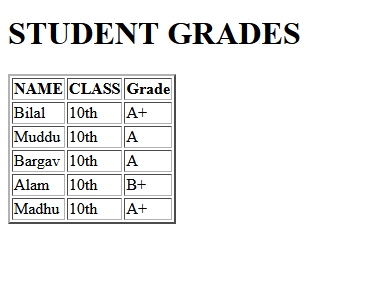 STUDENT GRADES
NAME CLASS Grade
Bilal 10th A+
Muddu 10th A
Bargav 10th A
Alam 10th B+
Madhu 10th A+